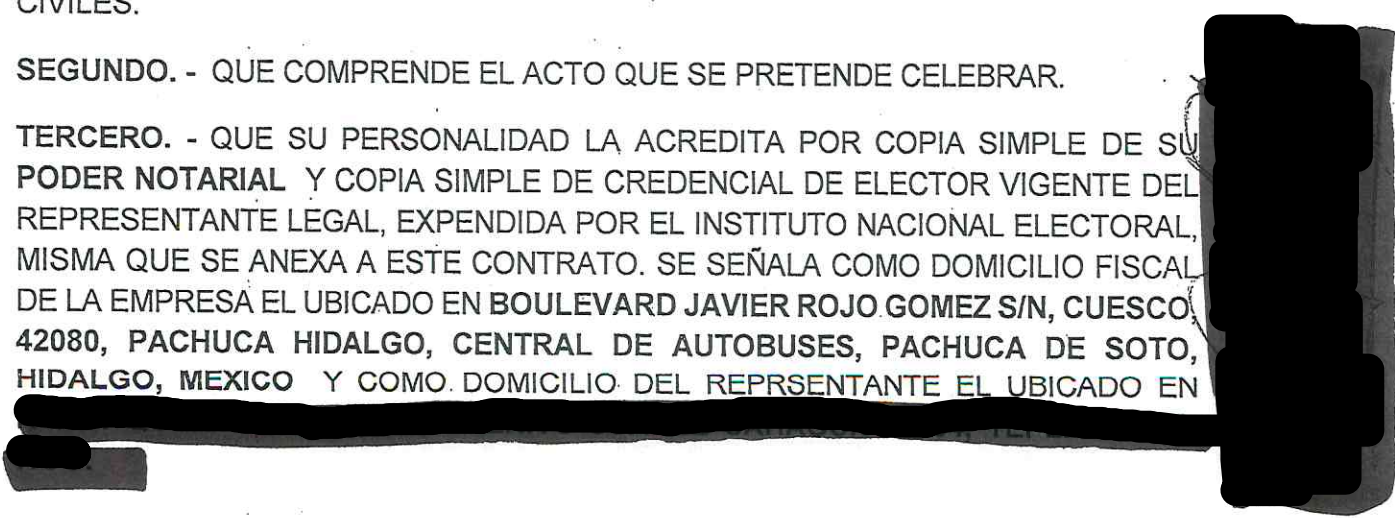 CIVILES.
SEGUNDO. - QUE COMPRENDE EL ACTO QUE SE PRETENDE CELEBRAR.
TERCERO. - QUE SU PERSONALIDAD LA ACREDITA POR COPIA SIMPLE DE SU
PODER NOTARIAL Y COPIA SIMPLE DE CREDENCIAL DE ELECTOR VIGENTE DEL
REPRESENTANTE LEGAL, EXPENDIDA POR EL INSTITUTO NACIONAL ELECTORAL,
MISMA QUE SE ANEXA A ESTE CONTRATO. SE SEÑALA COMO DOMICILIO FISCAL
DE LA EMPRESA EL UBICADO EN BOULEVARD JAVIER ROJO GOMEZ S/N, CUESCO
42080, PACHUCA HIDALGO, CENTRAL DE AUTOBUSES, PACHUCA DE SOTO,
HIDALGO, MEXICO Y COMO DOMICILIO DEL REPRSENTANTE EL UBICADO EN